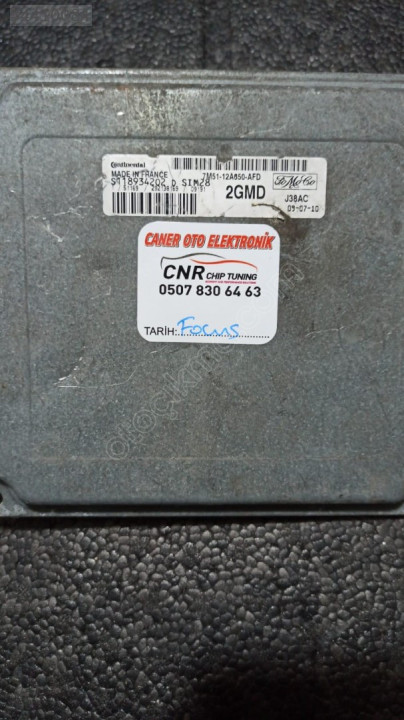 Continental
MADE IN FRANCE
7M51-12A650-AFD
S118934202 D SIM28
2GMD
FoMoCo
J38AC
09-07-10
CANER OTO ELEKTRONİK
CNR CHIP TUNING
0507 830 64 63
TARİH: Focus